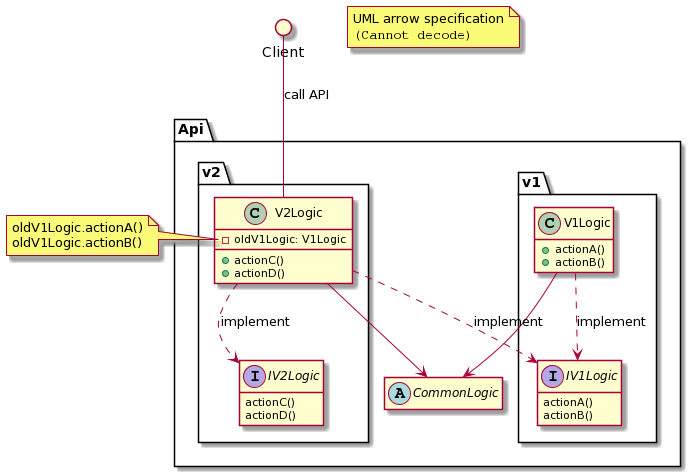 UML arrow specification
(Cannot decode)
Client
call API
Api
v2
v1
C V2Logic
oldV1Logic: V1Logic
actionC()
actionD()
C V1Logic
actionA()
actionB()
oldV1Logic.actionA()
oldV1Logic.actionB()
implement
implement
implement
I IV2Logic
actionC()
actionD()
A CommonLogic
I IV1Logic
actionA()
actionB()